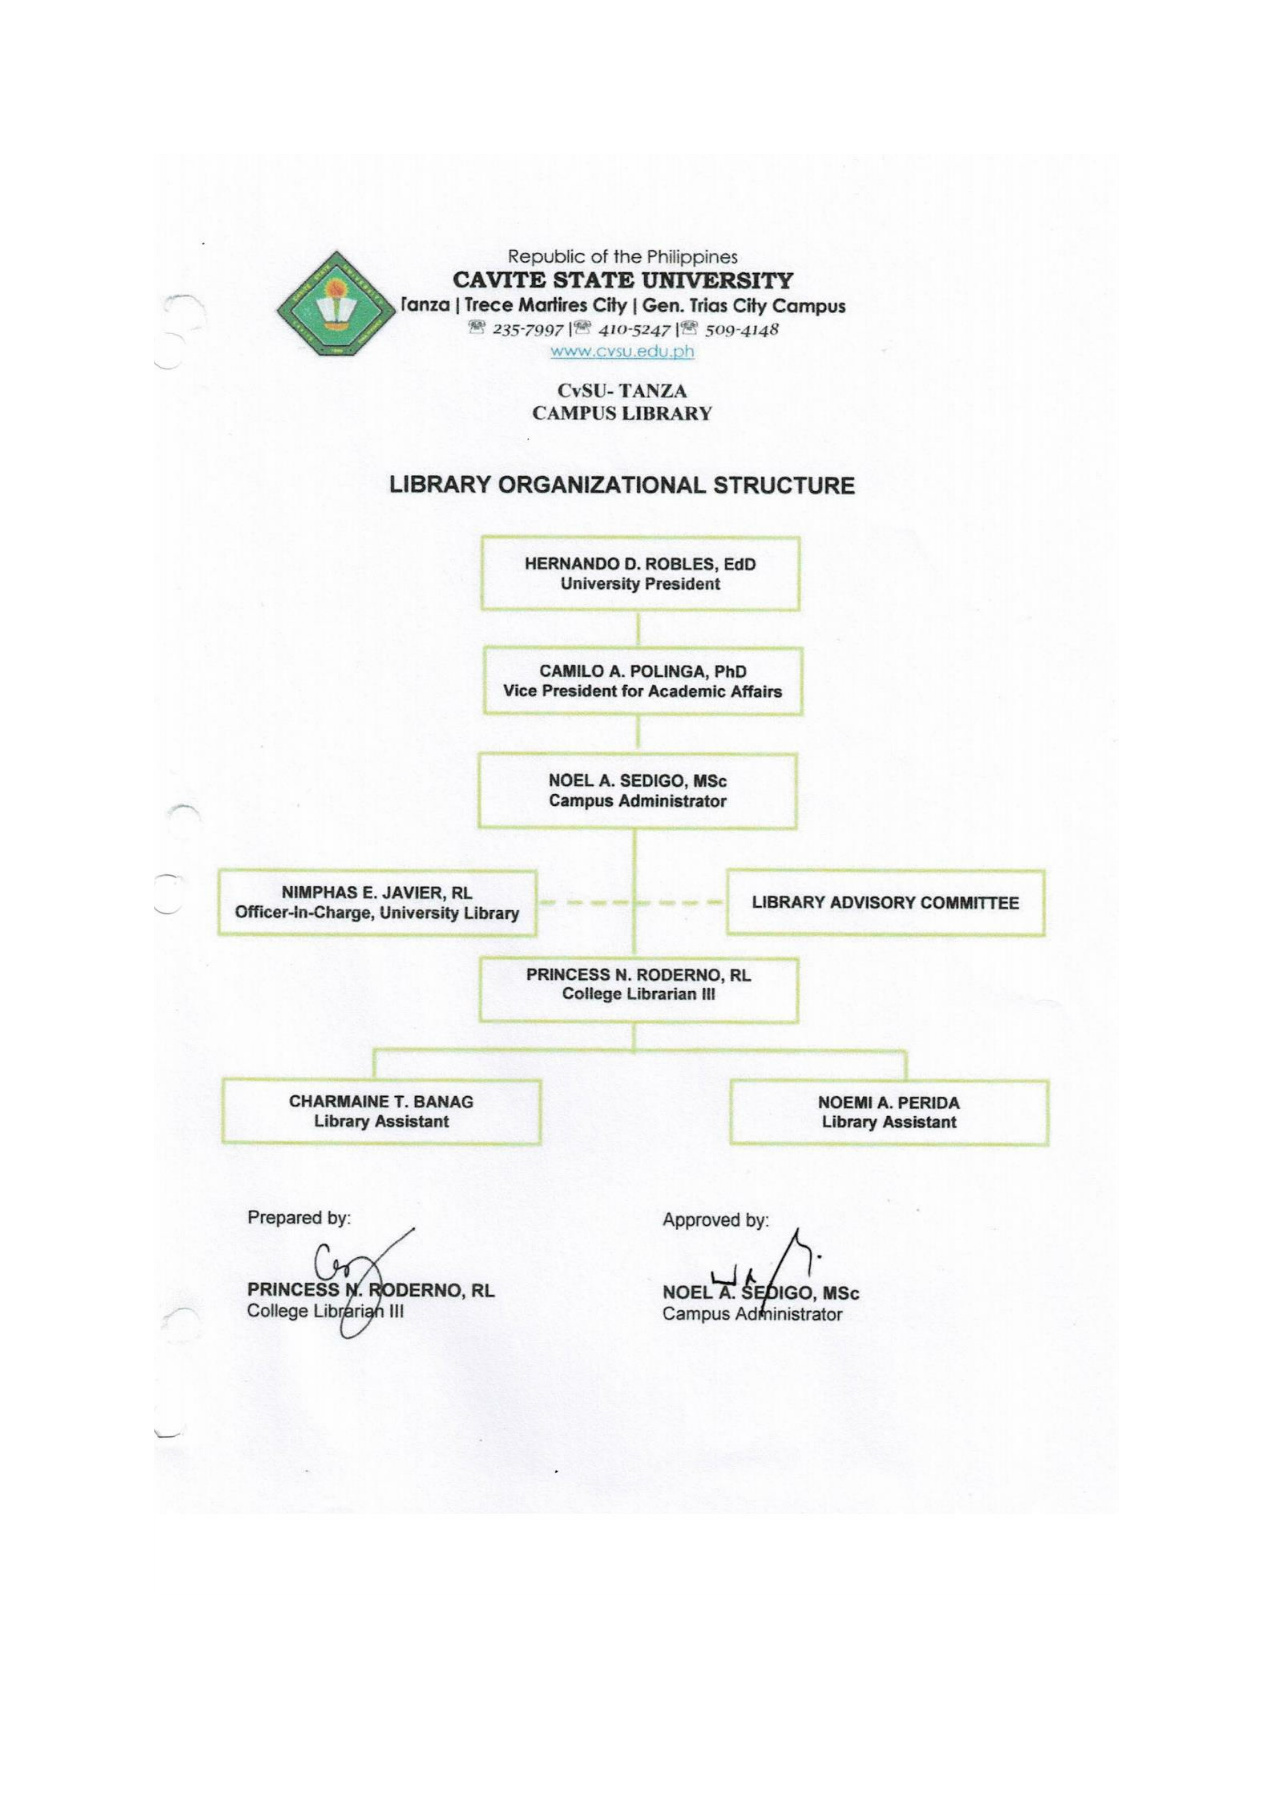 Republic of the Philippines
CAVITE STATE UNIVERSITY
Tanza | Trece Martires City | Gen. Trias City Campus
☏ 235-7997 |☏ 410-5247 |☏ 509-4148
www.cvsu.edu.ph
CvSU- TANZA
CAMPUS LIBRARY
LIBRARY ORGANIZATIONAL STRUCTURE
HERNANDO D. ROBLES, EdD
University President
CAMILO A. POLINGA, PhD
Vice President for Academic Affairs
NOEL A. SEDIGO, MSc
Campus Administrator
NIMPHAS E. JAVIER, RL
Officer-In-Charge, University Library
LIBRARY ADVISORY COMMITTEE
PRINCESS N. RODERNO, RL
College Librarian III
CHARMAINE T. BANAG
Library Assistant
NOEMI A. PERIDA
Library Assistant
Prepared by:
PRINCESS N. RODERNO, RL
College Librarian III
Approved by:
NOEL A. SEDIGO, MSc
Campus Administrator